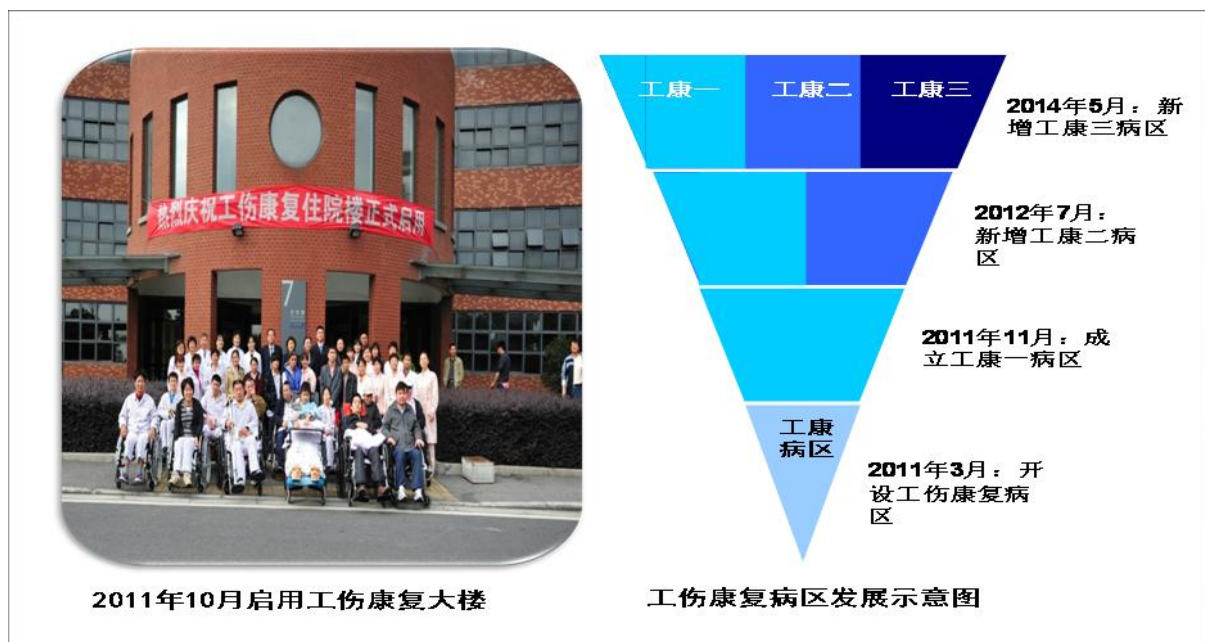 热烈庆祝工伤康复住院楼正式启用
7
2011年10月启用工伤康复大楼
工康一
工康二
工康三
2014年5月：新
增工康三病区
2012年7月：
新增工康二病
区
2011年11月：成
立工康一病区
工康
病区
2011年3月：开
设工伤康复病
区
工伤康复病区发展示意图